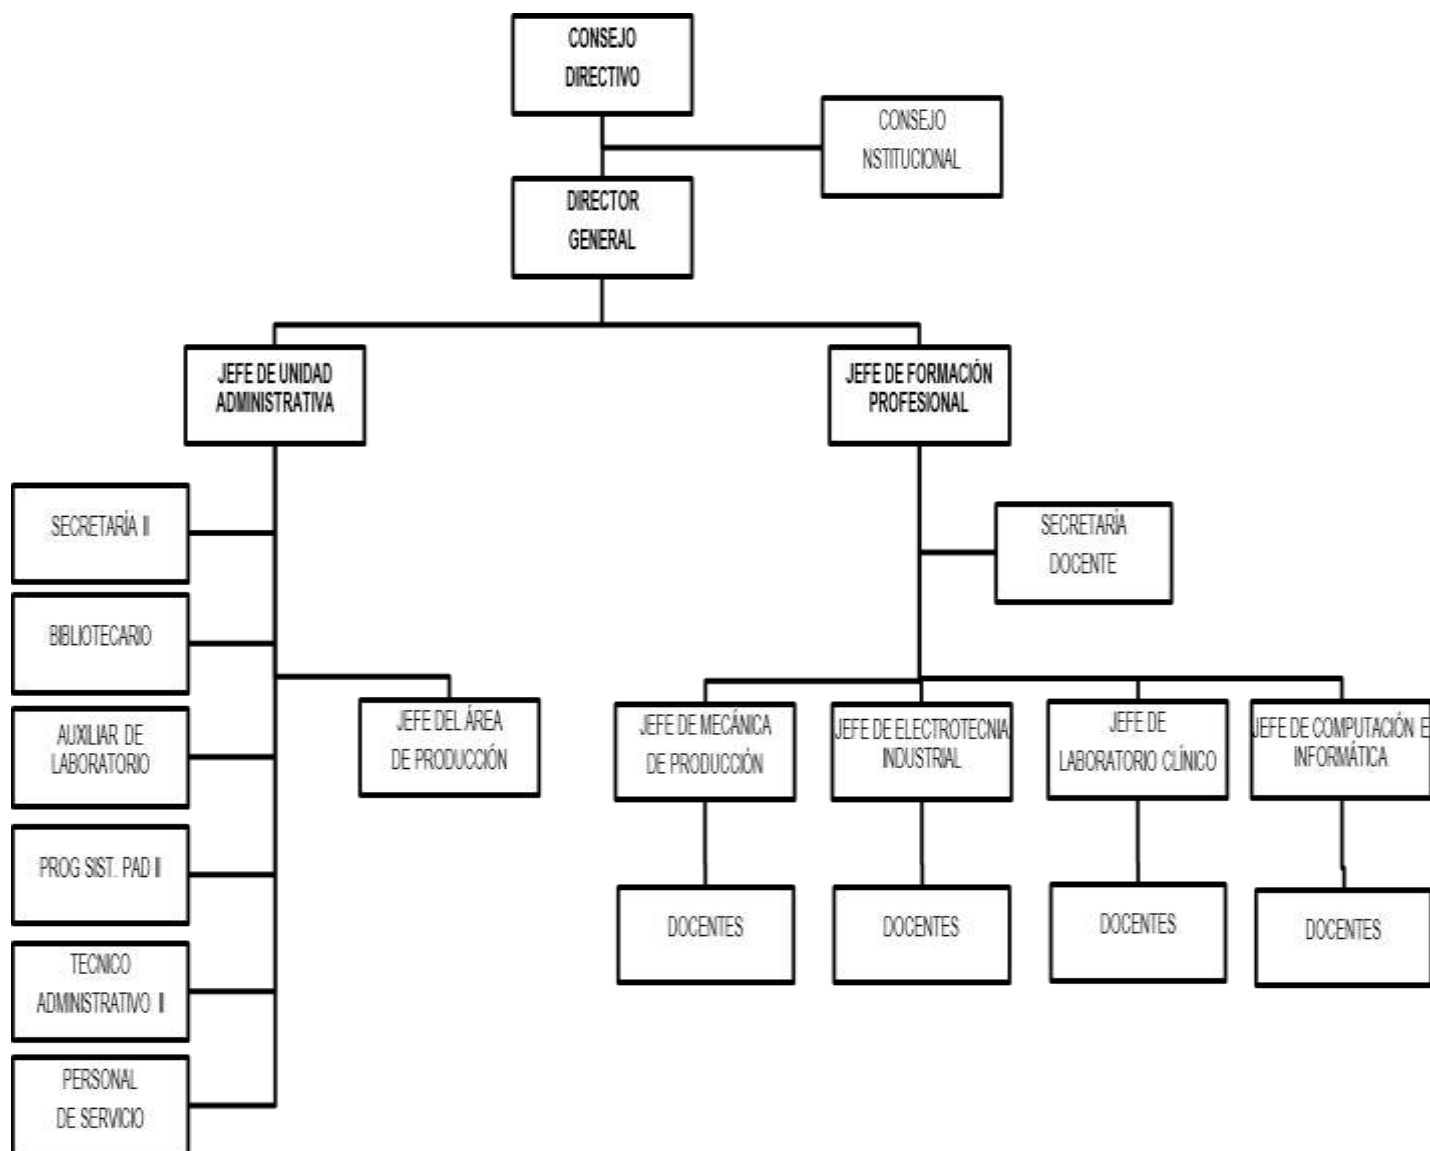 CONSEJO
DIRECTIVO
CONSEJO
NSTITUCIONAL
DIRECTOR
GENERAL
JEFE DE UNIDAD
ADMINISTRATIVA
JEFE DE FORMACIÓN
PROFESIONAL
SECRETARÍA II
SECRETARÍA
DOCENTE
BIBLIOTECARIO
AUXILIAR DE
LABORATORIO
JEFE DEL ÁREA
DE PRODUCCIÓN
JEFE DE MECÁNICA
DE PRODUCCIÓN
JEFE DE ELECTROTECNIA
INDUSTRIAL
JEFE DE
LABORATORIO CLÍNICO
JEFE DE COMPUTACIÓN E
INFORMÁTICA
PROG SIST. PAD II
DOCENTES
DOCENTES
DOCENTES
DOCENTES
TECNICO
ADMINISTRATIVO II
PERSONAL
DE SERVICIO